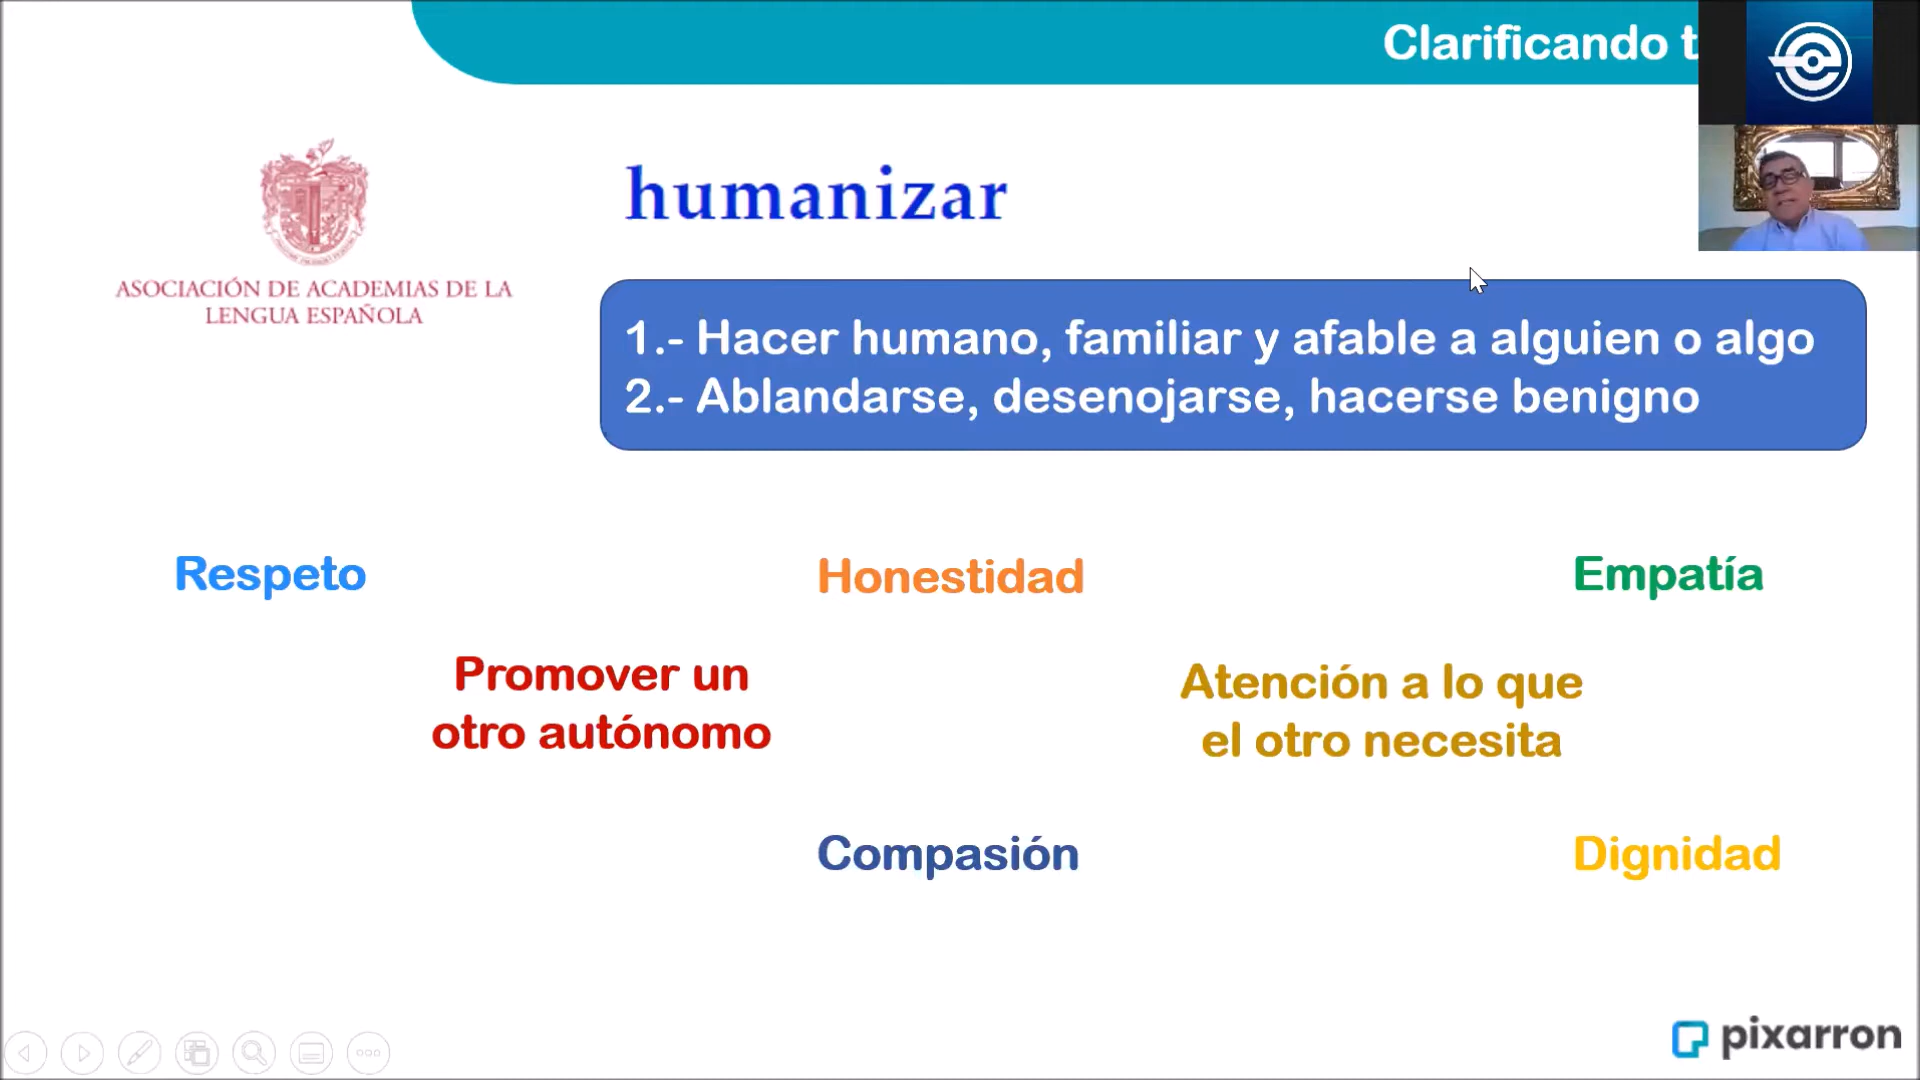 Clarificando t
ASOCIACIÓN DE ACADEMIAS DE LA
LENGUA ESPAÑOLA
humanizar
1.- Hacer humano, familiar y afable a alguien o algo
2.- Ablandarse, desenojarse, hacerse benigno
Respeto
Honestidad
Empatía
Promover un
otro autónomo
Atención a lo que
el otro necesita
Compasión
Dignidad
pixarron